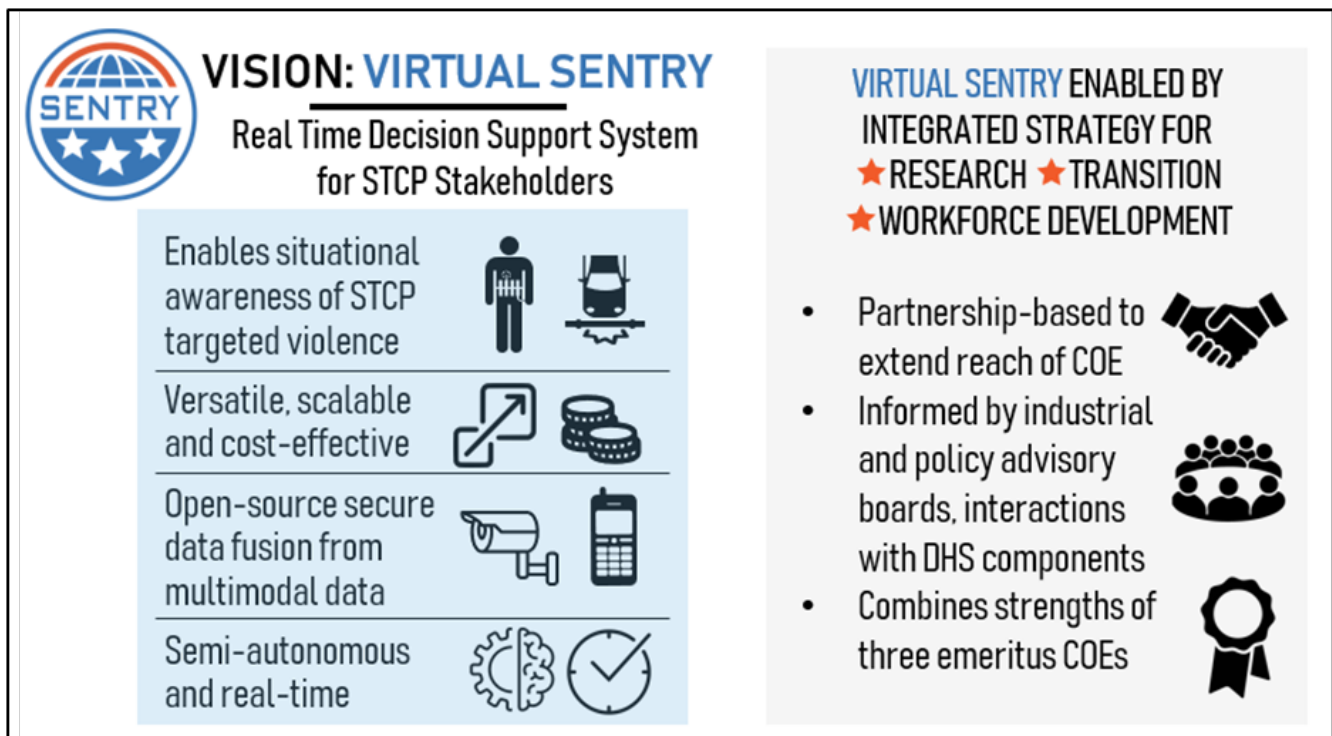 SENTRY
VISION: VIRTUAL SENTRY
Real Time Decision Support System
for STCP Stakeholders
Enables situational
awareness of STCP
targeted violence
Versatile, scalable
and cost-effective
Open-source secure
data fusion from
multimodal data
Semi-autonomous
and real-time
VIRTUAL SENTRY ENABLED BY
INTEGRATED STRATEGY FOR
★RESEARCH ★TRANSITION
★WORKFORCE DEVELOPMENT
• Partnership-based to
extend reach of COE
• Informed by industrial
and policy advisory
boards, interactions
with DHS components
• Combines strengths of
three emeritus COEs